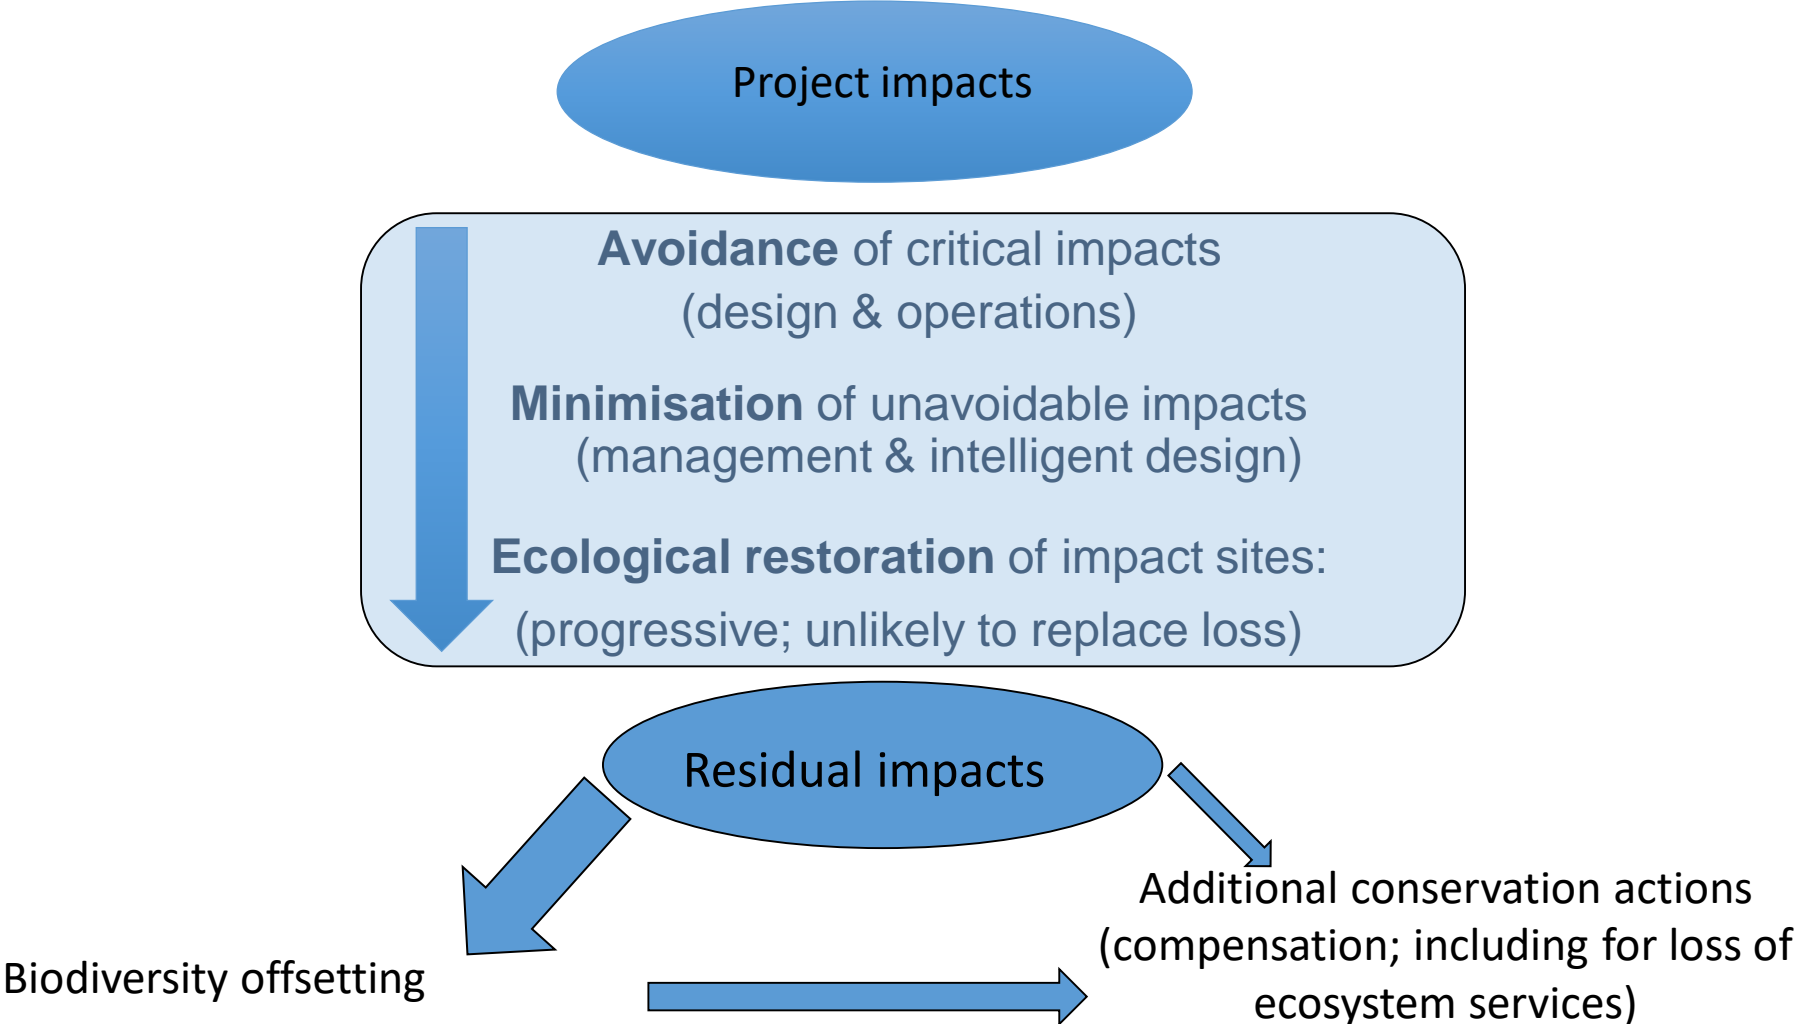 Project impacts
Avoidance of critical impacts
(design & operations)
Minimisation of unavoidable impacts
(management & intelligent design)
Ecological restoration of impact sites:
(progressive; unlikely to replace loss)
Residual impacts
Biodiversity offsetting
Additional conservation actions
(compensation; including for loss of
ecosystem services)